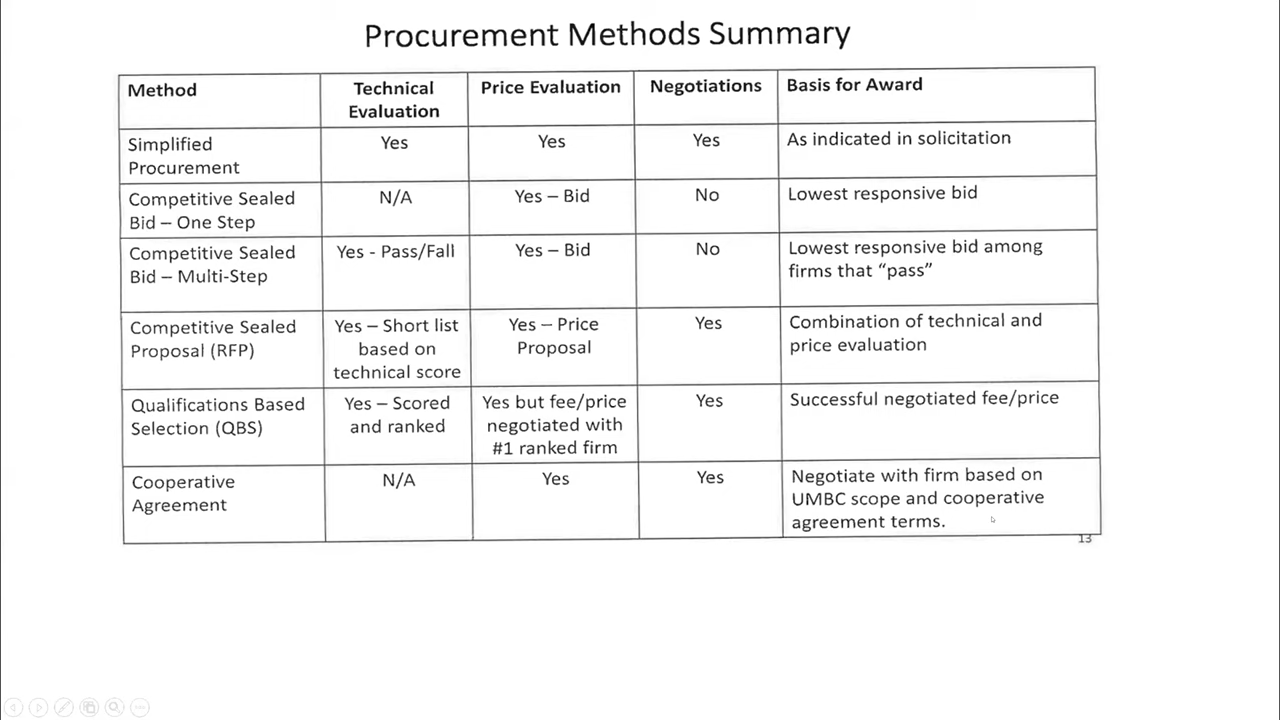 Procurement Methods Summary
Method
Technical
Evaluation
Price Evaluation
Negotiations
Basis for Award
Simplified
Procurement
Yes
Yes
Yes
As indicated in solicitation
Competitive Sealed
Bid – One Step
N/A
Yes – Bid
No
Lowest responsive bid
Competitive Sealed
Bid – Multi-Step
Yes - Pass/Fall
Yes – Bid
No
Lowest responsive bid among
firms that “pass”
Competitive Sealed
Proposal (RFP)
Yes – Short list
based on
technical score
Yes – Price
Proposal
Yes
Combination of technical and
price evaluation
Qualifications Based
Selection (QBS)
Yes – Scored
and ranked
Yes but fee/price
negotiated with
#1 ranked firm
Yes
Successful negotiated fee/price
Cooperative
Agreement
N/A
Yes
Yes
Negotiate with firm based on
UMBC scope and cooperative
agreement terms.
13